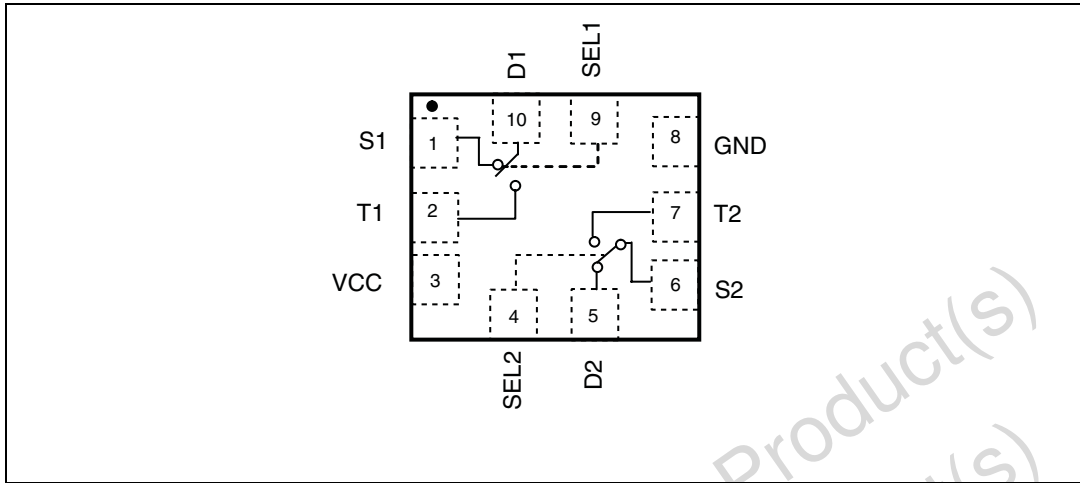 D1
SEL1
10
9
S1
1
8
GND
T1
2
7
T2
VCC
3
6
S2
4
5
SEL2
D2
Product(s)